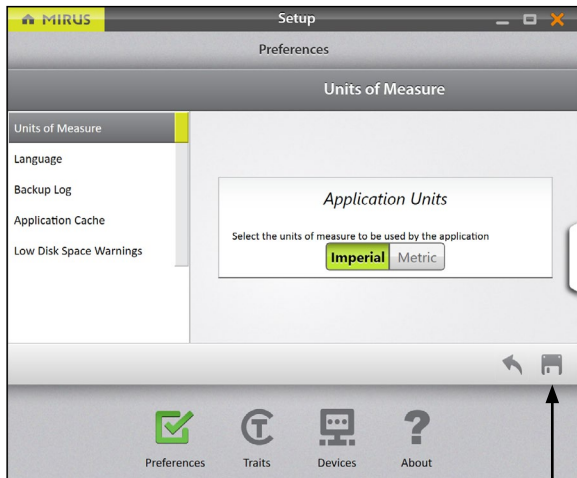 MIRUS
Setup
Preferences
Units of Measure
Units of Measure
Language
Backup Log
Application Cache
Low Disk Space Warnings
Application Units
Select the units of measure to be used by the application
Imperial Metric
Preferences Traits Devices About